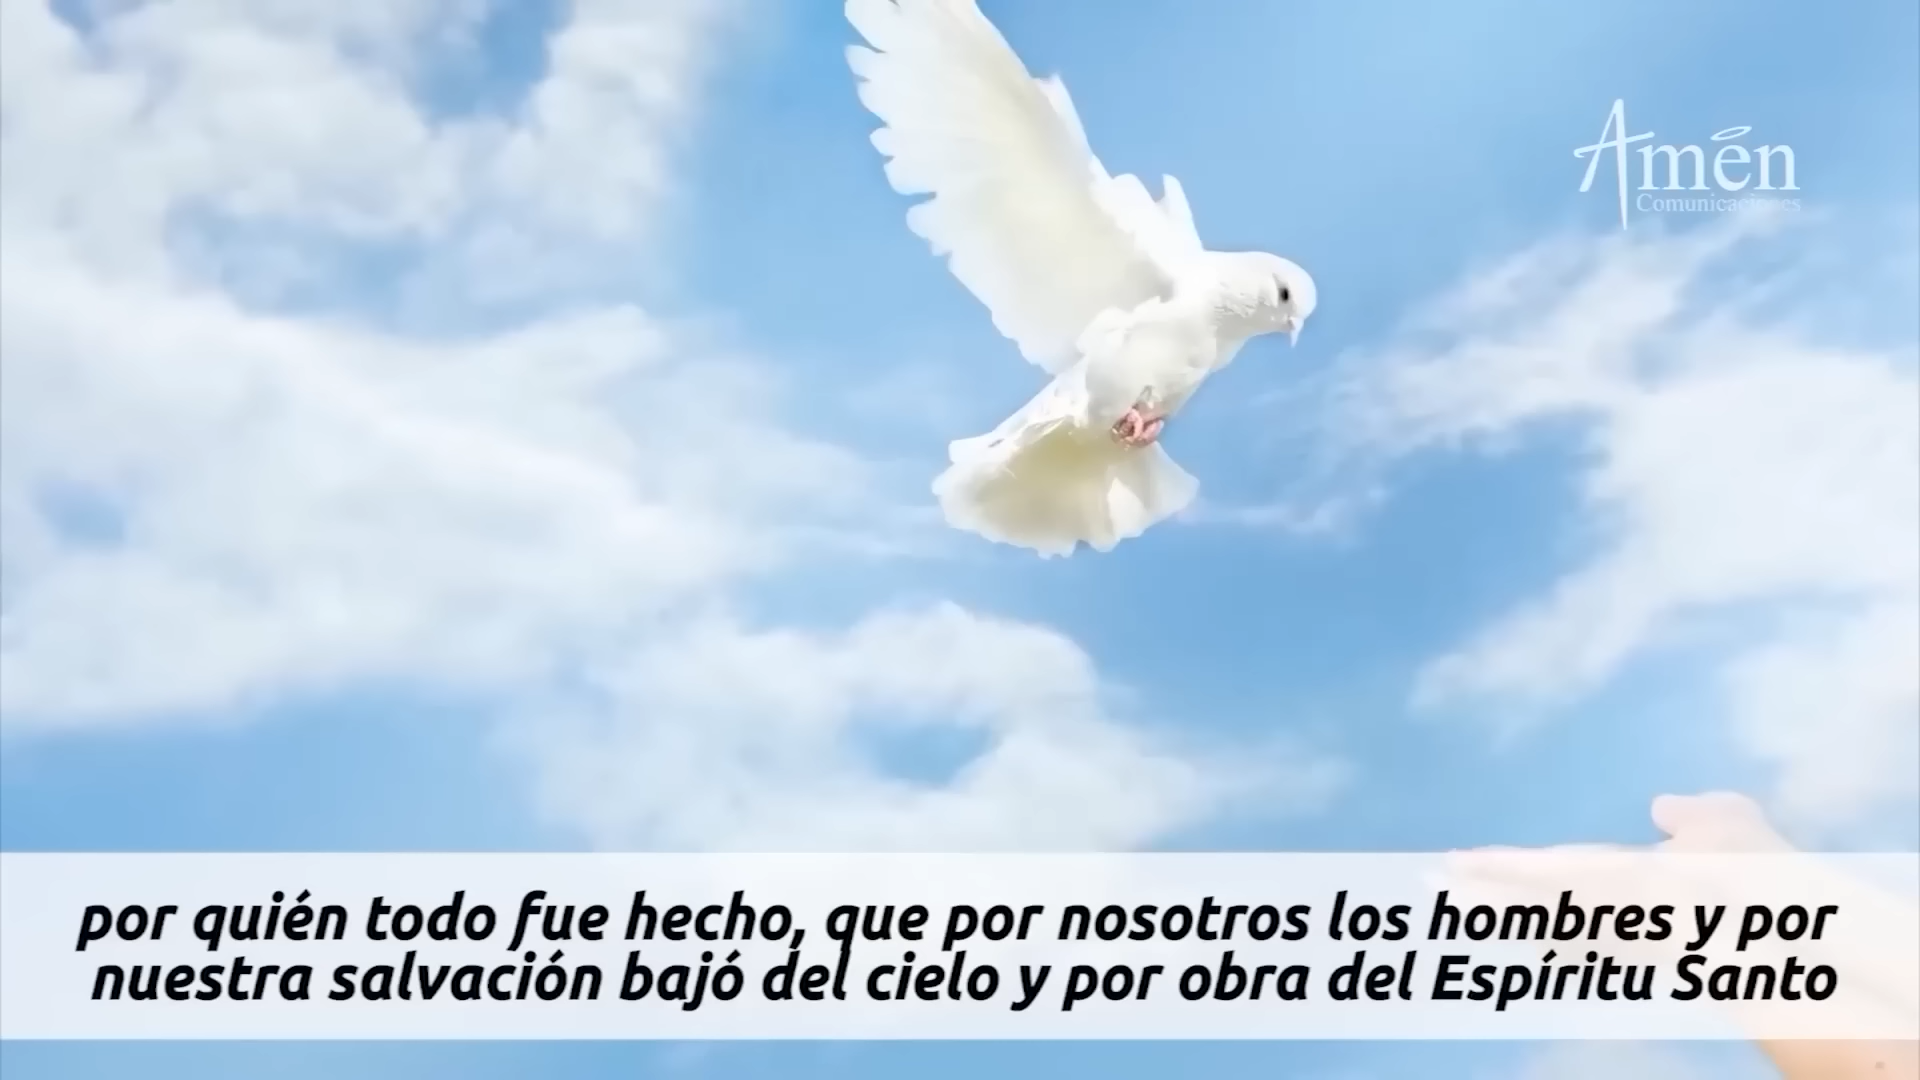 Amén
Comunicaciones
por quién todo fue hecho, que por nosotros los hombres y por
nuestra salvación bajó del cielo y por obra del Espíritu Santo